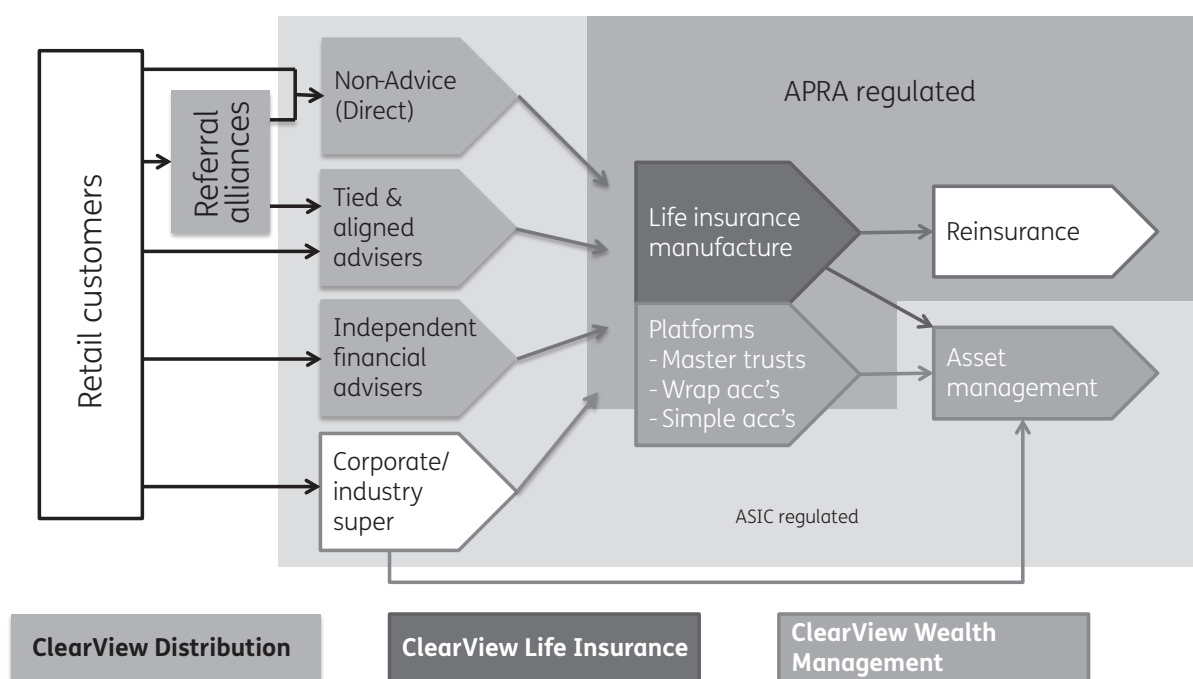 Retail customers
Referral
alliances
Non-Advice
(Direct)
Tied &
aligned
advisers
Independent
financial
advisers
Corporate/
industry
super
APRA regulated
Life insurance
manufacture
Reinsurance
Platforms
- Master trusts
- Wrap acc's
- Simple acc's
Asset
management
ASIC regulated
ClearView Distribution
ClearView Life Insurance
ClearView Wealth
Management